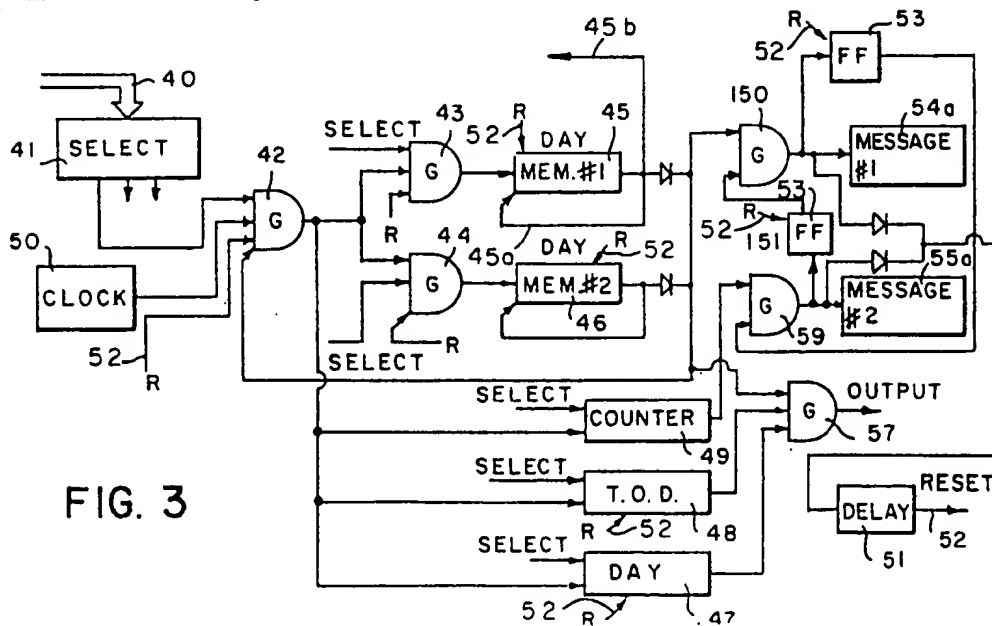 45b
R
53
52
FF
40
SELECT
41
SELECT
42
G
43
G
R
52
R
DAY
45
MEM.#1
150
G
54a
MESSAGE
#1
53
R
52
FF
151
50
CLOCK
44
G
45a
DAY
R
52
MEM.#2
46
SELECT
R
55a
MESSAGE
#2
G
59
52
R
SELECT
COUNTER
49
G
OUTPUT
57
SELECT
T.O.D.
R
52
48
RESET
DELAY
51
52
SELECT
DAY
52
R
47
FIG. 3